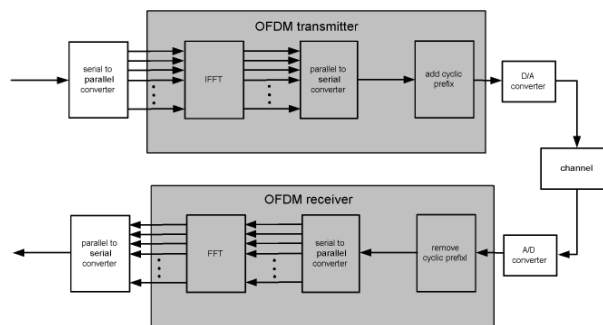 OFDM transmitter
serial to
parallel
converter
IFFT
parallel to
serial
converter
add cyclic
prefix
D/A
converter
channel
OFDM receiver
parallel to
serial
converter
FFT
serial to
parallel
converter
remove
cyclic prefixl
A/D
converter